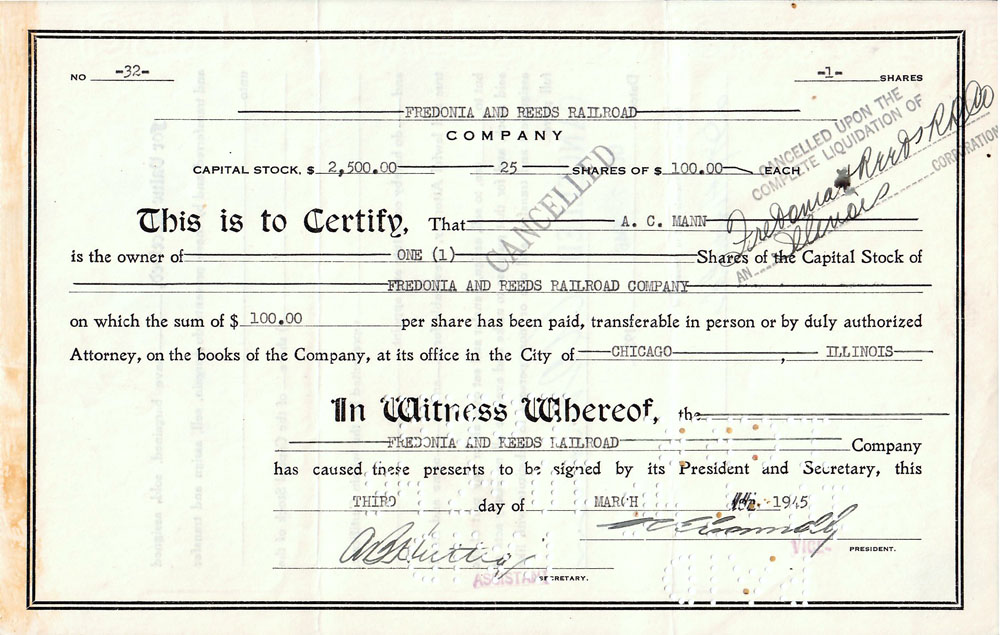 NO -32- -1- SHARES
FREDONIA AND REEDS RAILROAD
COMPANY
CAPITAL STOCK, $ 2,500.00 25 SHARES OF $ 100.00 EACH
CANCELLED UPON THE
COMPLETE LIQUIDATION OF
Fredonia & Reeds R R Co
CORPORATION
AN Illinois
CANCELLED
This is to Certify, That A. C. MANN
is the owner of ONE (1) Shares of the Capital Stock of
FREDONIA AND REEDS RAILROAD COMPANY
on which the sum of $ 100.00 per share has been paid, transferable in person or by duly authorized
Attorney, on the books of the Company, at its office in the City of CHICAGO, ILLINOIS
In Witness Whereof, the
FREDONIA AND REEDS RAILROAD Company
has caused these presents to be signed by its President and Secretary, this
THIRD day of MARCH 1945
VICE- PRESIDENT.
ASSISTANT SECRETARY.